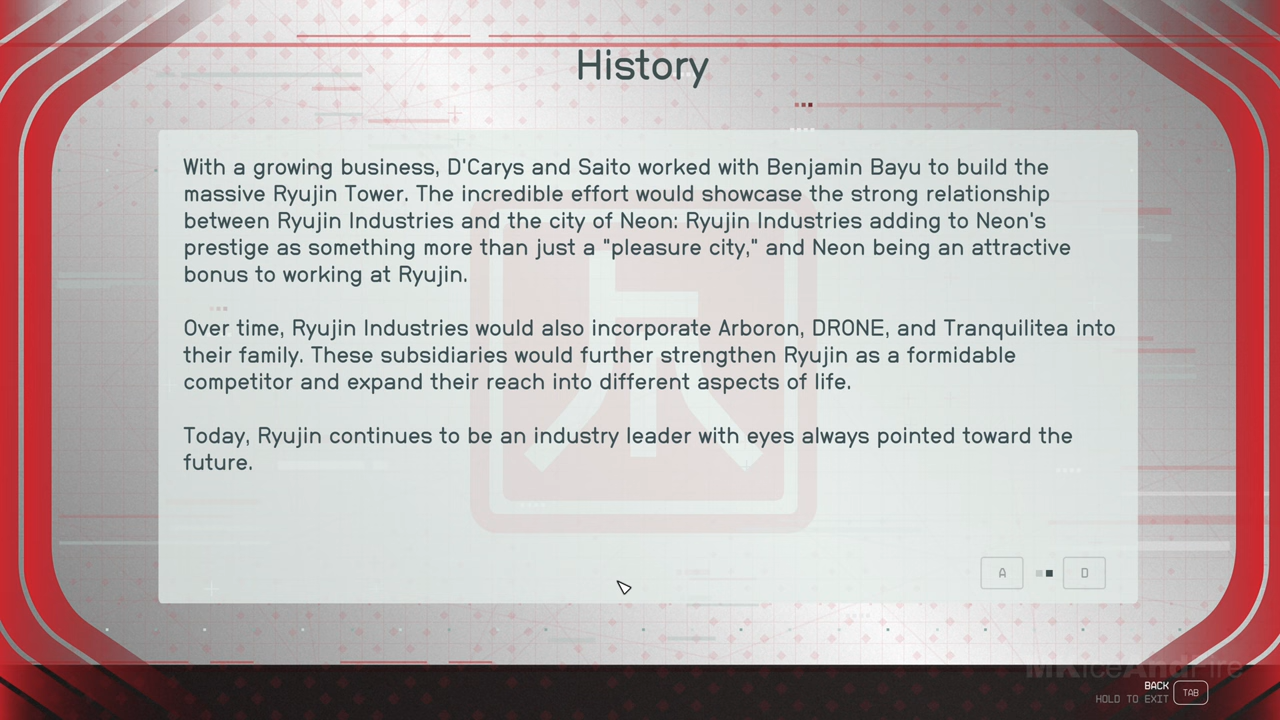 History
With a growing business, D'Carys and Saito worked with Benjamin Bayu to build the
massive Ryujin Tower. The incredible effort would showcase the strong relationship
between Ryujin Industries and the city of Neon: Ryujin Industries adding to Neon's
prestige as something more than just a "pleasure city," and Neon being an attractive
bonus to working at Ryujin.
Over time, Ryujin Industries would also incorporate Arboron, DRONE, and Tranquilitea into
their family. These subsidiaries would further strengthen Ryujin as a formidable
competitor and expand their reach into different aspects of life.
Today, Ryujin continues to be an industry leader with eyes always pointed toward the
future.
A D
MKIceAndFire
BACK
HOLD TO EXIT TAB